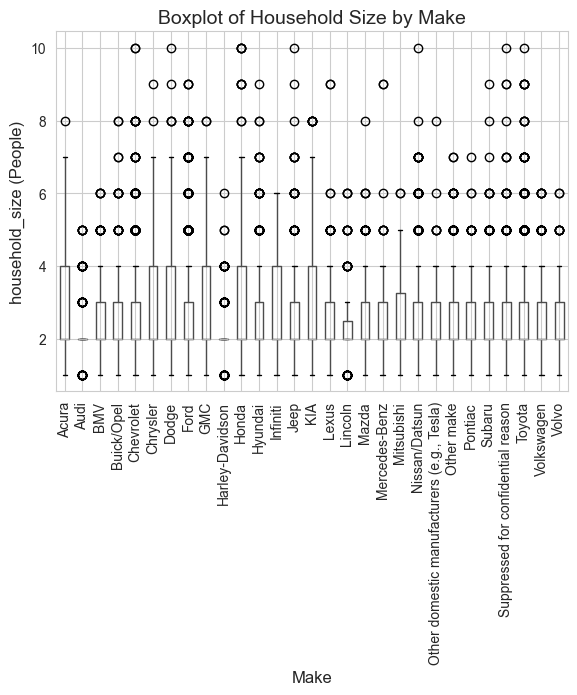 Boxplot of Household Size by Make
household_size (People)
10
8
6
4
2
Acura
Audi
BMV
Buick/Opel
Chevrolet
Chrysler
Dodge
Ford
GMC
Harley-Davidson
Honda
Hyundai
Infiniti
Jeep
KIA
Lexus
Lincoln
Mazda
Mercedes-Benz
Mitsubishi
Nissan/Datsun
Other domestic manufacturers (e.g., Tesla)
Other make
Pontiac
Subaru
Suppressed for confidential reason
Toyota
Volkswagen
Volvo
Make